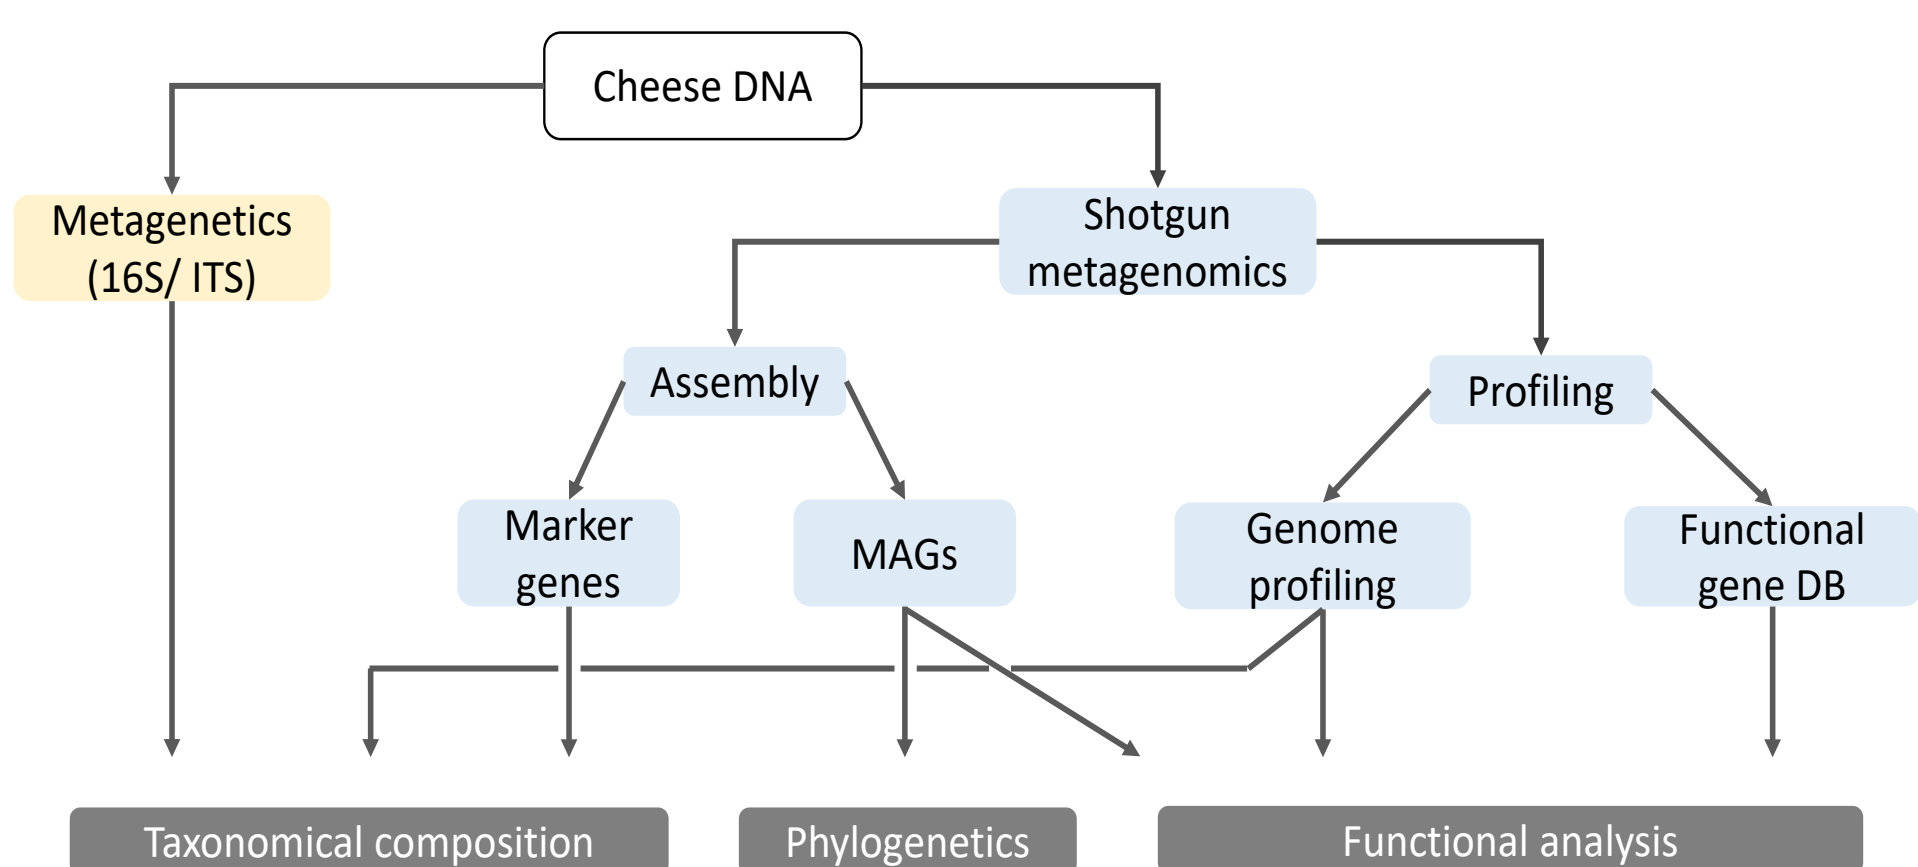 Cheese DNA
Metagenetics
(16S/ ITS)
Shotgun
metagenomics
Assembly
Profiling
Marker
genes
MAGs
Genome
profiling
Functional
gene DB
Taxonomical composition
Phylogenetics
Functional analysis